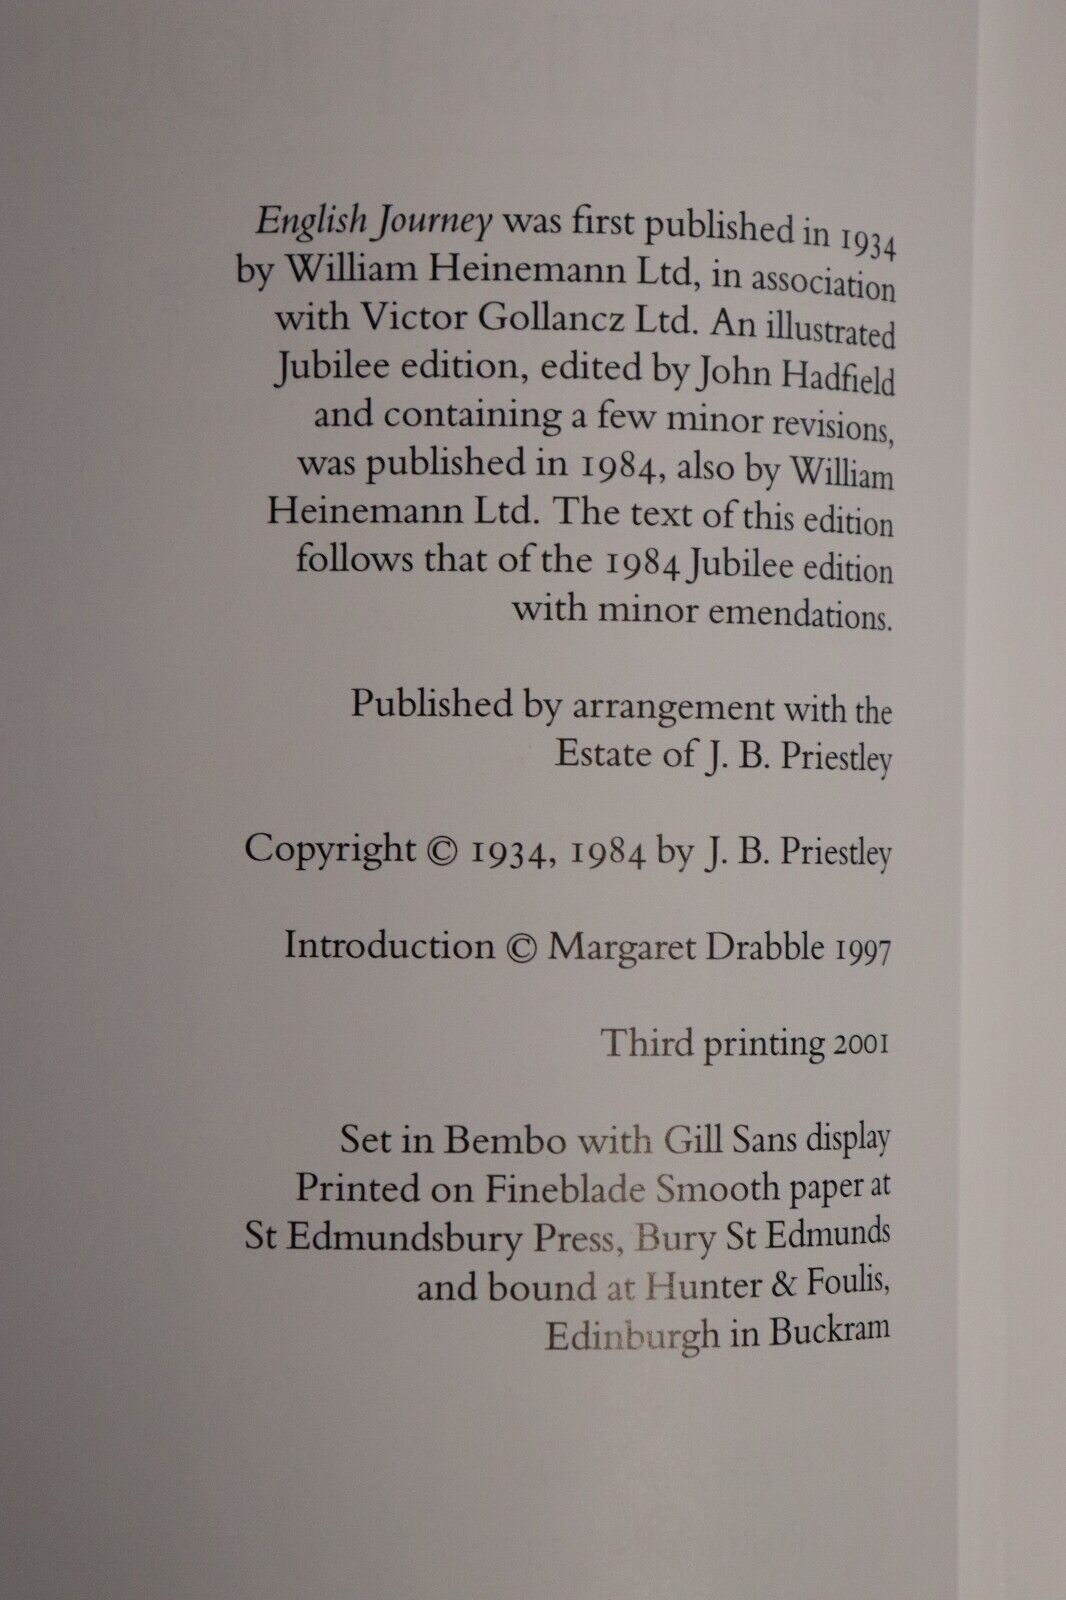 English Journey was first published in 1934
by William Heinemann Ltd, in association
with Victor Gollancz Ltd. An illustrated
Jubilee edition, edited by John Hadfield
and containing a few minor revisions,
was published in 1984, also by William
Heinemann Ltd. The text of this edition
follows that of the 1984 Jubilee edition
with minor emendations.
Published by arrangement with the
Estate of J. B. Priestley
Copyright © 1934, 1984 by J. B. Priestley
Introduction © Margaret Drabble 1997
Third printing 2001
Set in Bembo with Gill Sans display
Printed on Fineblade Smooth paper at
St Edmundsbury Press, Bury St Edmunds
and bound at Hunter & Foulis,
Edinburgh in Buckram